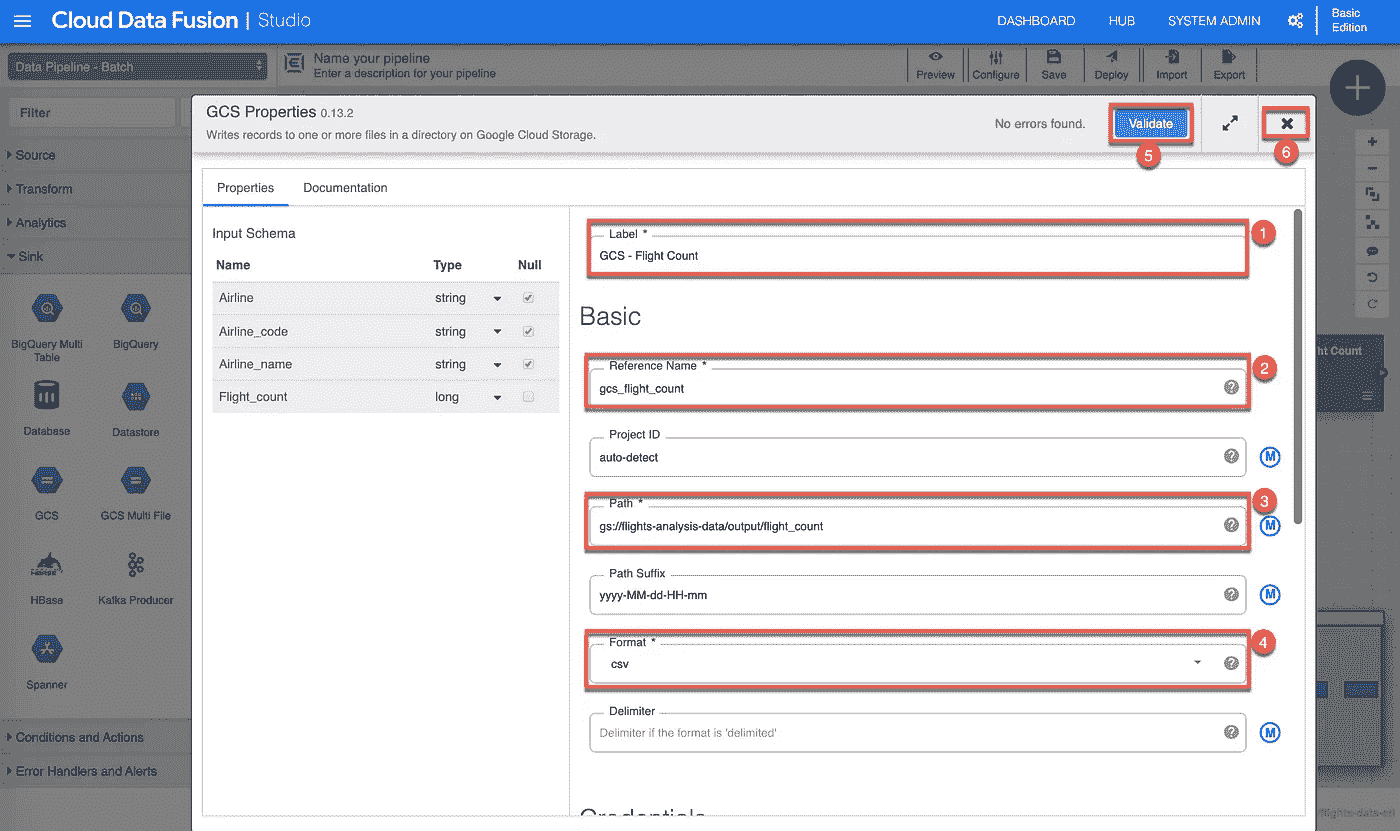 Cloud Data Fusion | Studio
DASHBOARD
HUB
SYSTEM ADMIN
Basic
Edition
Data Pipeline - Batch
Name your pipeline
Enter a description for your pipeline
Preview
Configure
Save
Deploy
Import
Export
Filter
Source
Transform
Analytics
Sink
BigQuery Multi
Table
BigQuery
Database
Datastore
GCS
GCS Multi File
HBase
Kafka Producer
Spanner
Conditions and Actions
Error Handlers and Alerts
GCS Properties 0.13.2
Writes records to one or more files in a directory on Google Cloud Storage.
No errors found.
Validate
5
6
Properties
Documentation
Input Schema
Name Type Null
Airline string
Airline_code string
Airline_name string
Flight_count long
Label *
GCS - Flight Count
1
Basic
Reference Name *
gcs_flight_count
2
Project ID
auto-detect
M
Path *
gs://flights-analysis-data/output/flight_count
3
M
Path Suffix
yyyy-MM-dd-HH-mm
M
Format *
csv
4
Delimiter
Delimiter if the format is 'delimited'
M
Credentials
ht Count